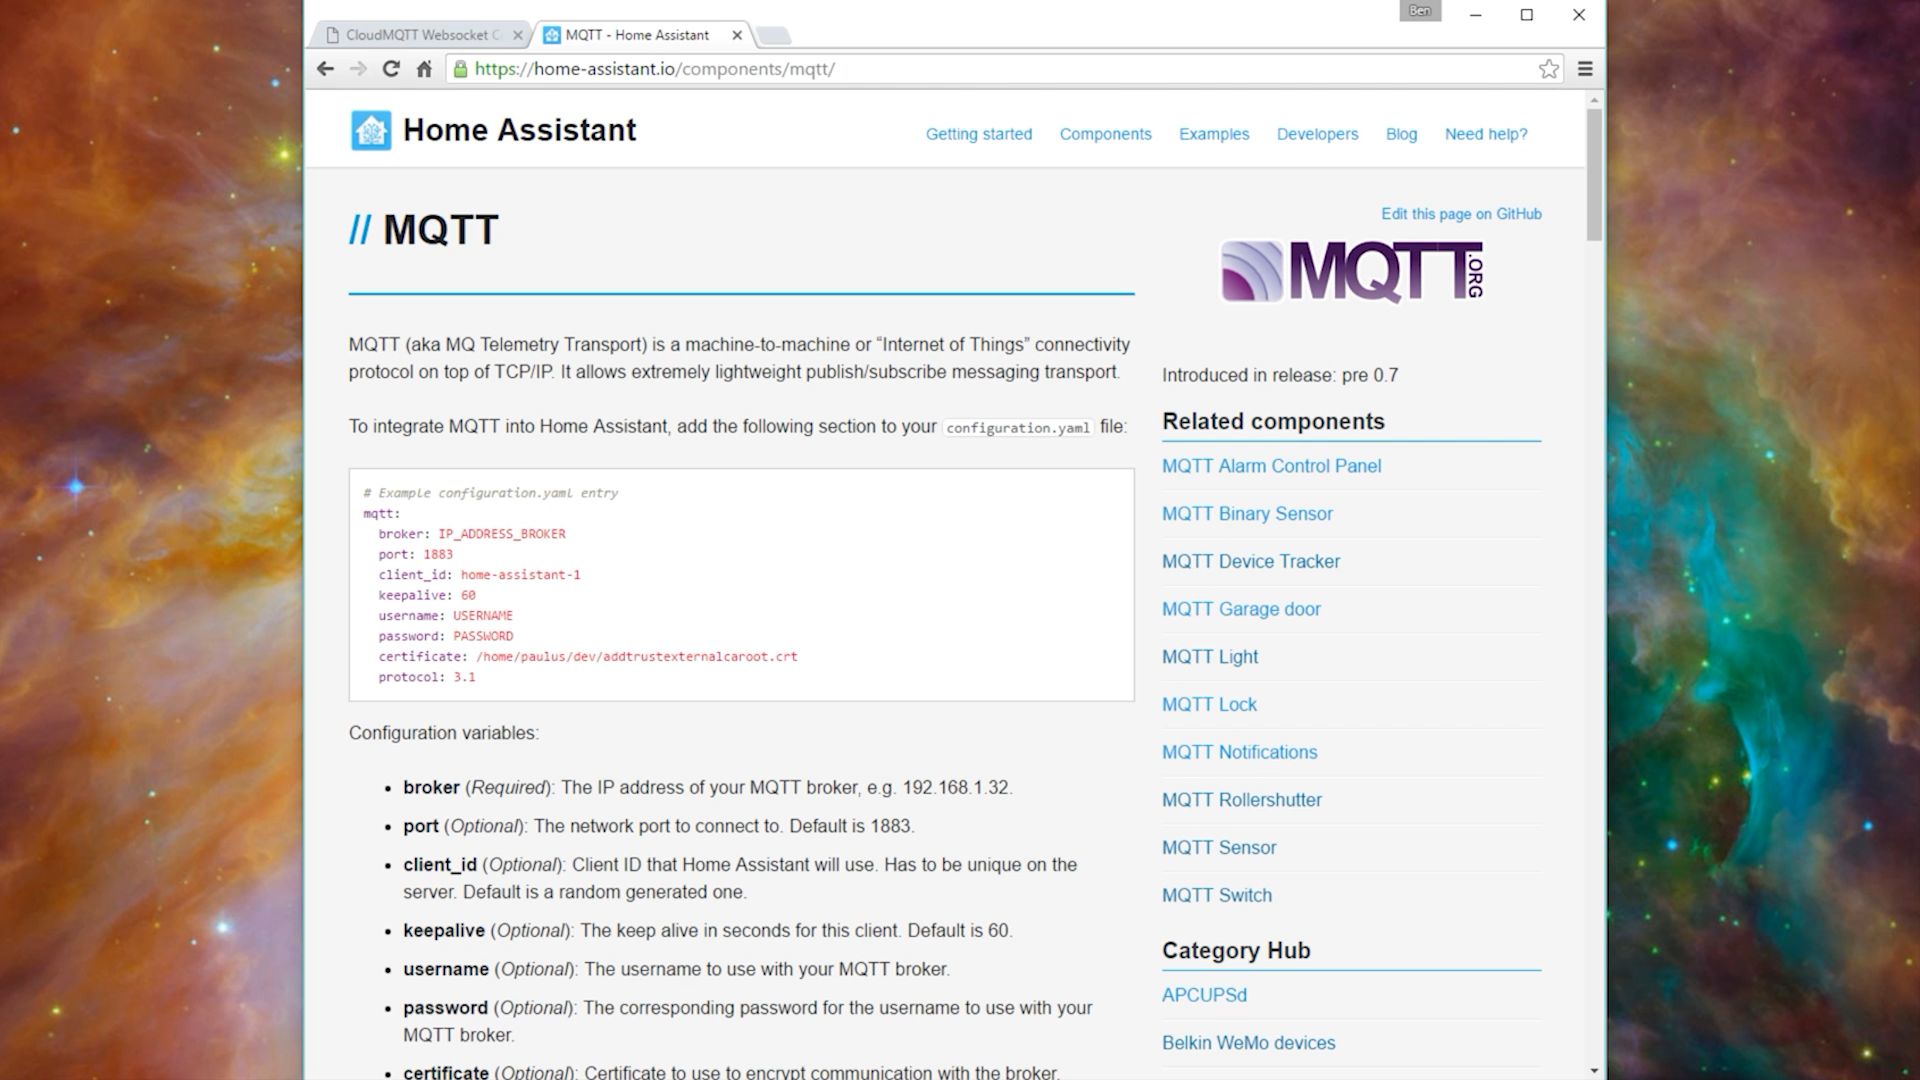 Ben
CloudMQTT Websocket C
MQTT - Home Assistant
https://home-assistant.io/components/mqtt/
Home Assistant
Getting started Components Examples Developers Blog Need help?
// MQTT
Edit this page on GitHub
MQTT.ORG
MQTT (aka MQ Telemetry Transport) is a machine-to-machine or “Internet of Things” connectivity
protocol on top of TCP/IP. It allows extremely lightweight publish/subscribe messaging transport.
To integrate MQTT into Home Assistant, add the following section to your configuration.yaml file:
# Example configuration.yaml entry
mqtt:
broker: IP_ADDRESS_BROKER
port: 1883
client_id: home-assistant-1
keepalive: 60
username: USERNAME
password: PASSWORD
certificate: /home/paulus/dev/addtrustexternalcaroot.crt
protocol: 3.1
Configuration variables:
• broker (Required): The IP address of your MQTT broker, e.g. 192.168.1.32.
• port (Optional): The network port to connect to. Default is 1883.
• client_id (Optional): Client ID that Home Assistant will use. Has to be unique on the
server. Default is a random generated one.
• keepalive (Optional): The keep alive in seconds for this client. Default is 60.
• username (Optional): The username to use with your MQTT broker.
• password (Optional): The corresponding password for the username to use with your
MQTT broker.
• certificate (Optional): Certificate to use to encrypt communication with the broker.
Introduced in release: pre 0.7
Related components
MQTT Alarm Control Panel
MQTT Binary Sensor
MQTT Device Tracker
MQTT Garage door
MQTT Light
MQTT Lock
MQTT Notifications
MQTT Rollershutter
MQTT Sensor
MQTT Switch
Category Hub
APCUPSd
Belkin WeMo devices